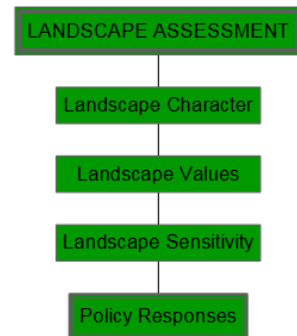 LANDSCAPE ASSESSMENT
Landscape Character
Landscape Values
Landscape Sensitivity
Policy Responses